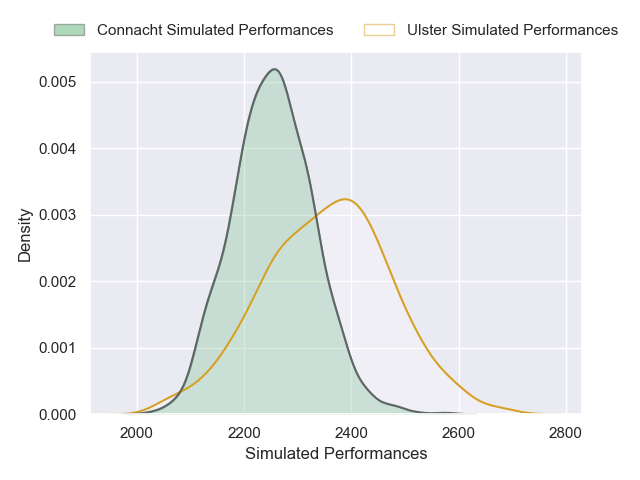 Connacht Simulated Performances
Ulster Simulated Performances
0.005
0.004
0.003
0.002
0.001
0.000
Density
2000
2200
2400
2600
2800
Simulated Performances